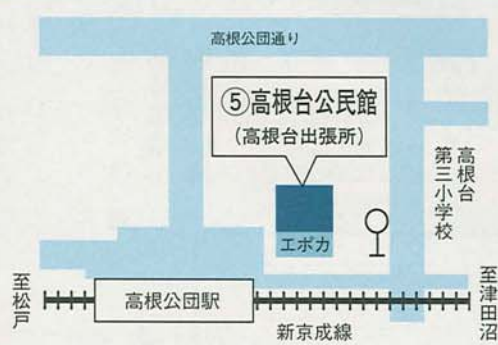 高根公団通り
⑤高根台公民館
(高根台出張所)
高根台
第三小学校
エポカ
至松戸
高根公団駅
新京成線
至津田沼